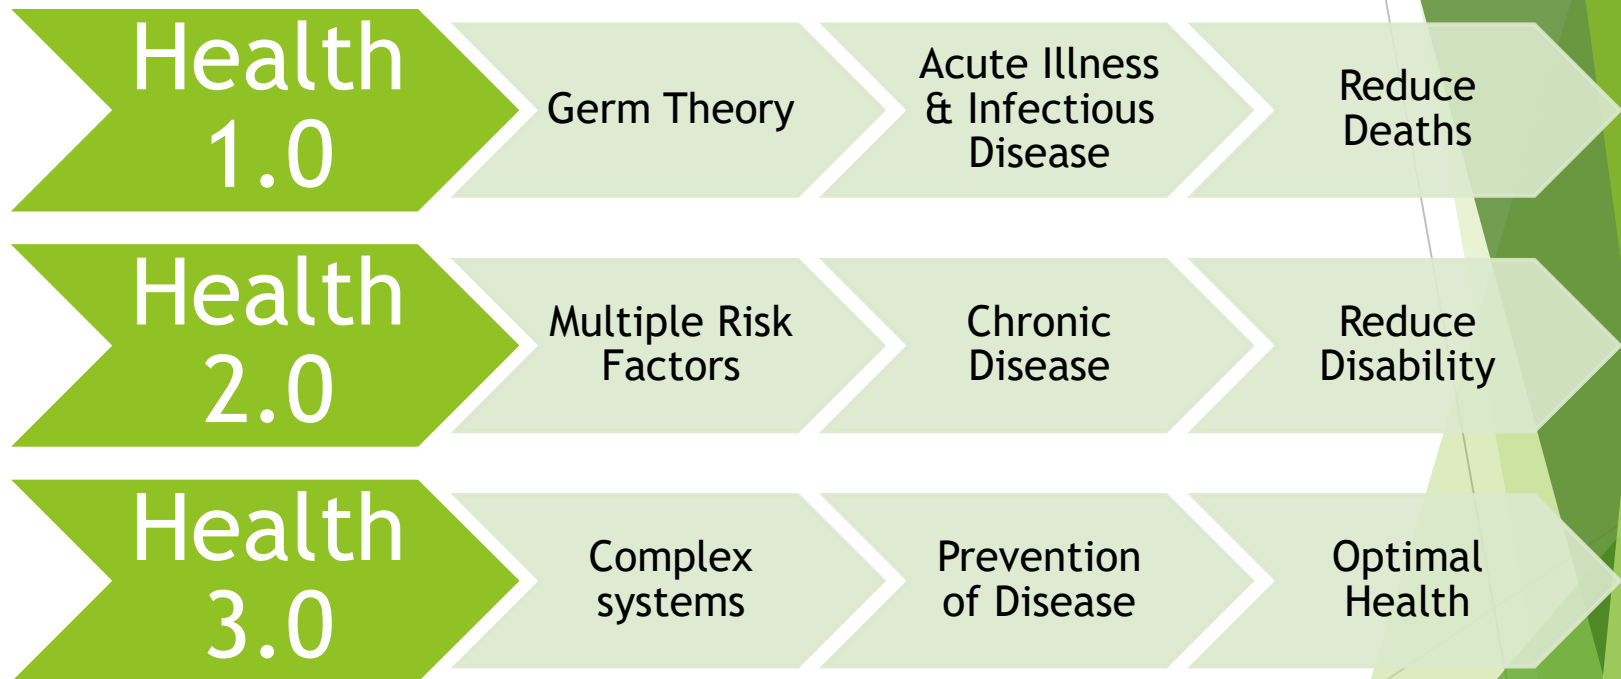 Health
1.0
Germ Theory
Acute Illness
& Infectious
Disease
Reduce
Deaths
Health
2.0
Multiple Risk
Factors
Chronic
Disease
Reduce
Disability
Health
3.0
Complex
systems
Prevention
of Disease
Optimal
Health